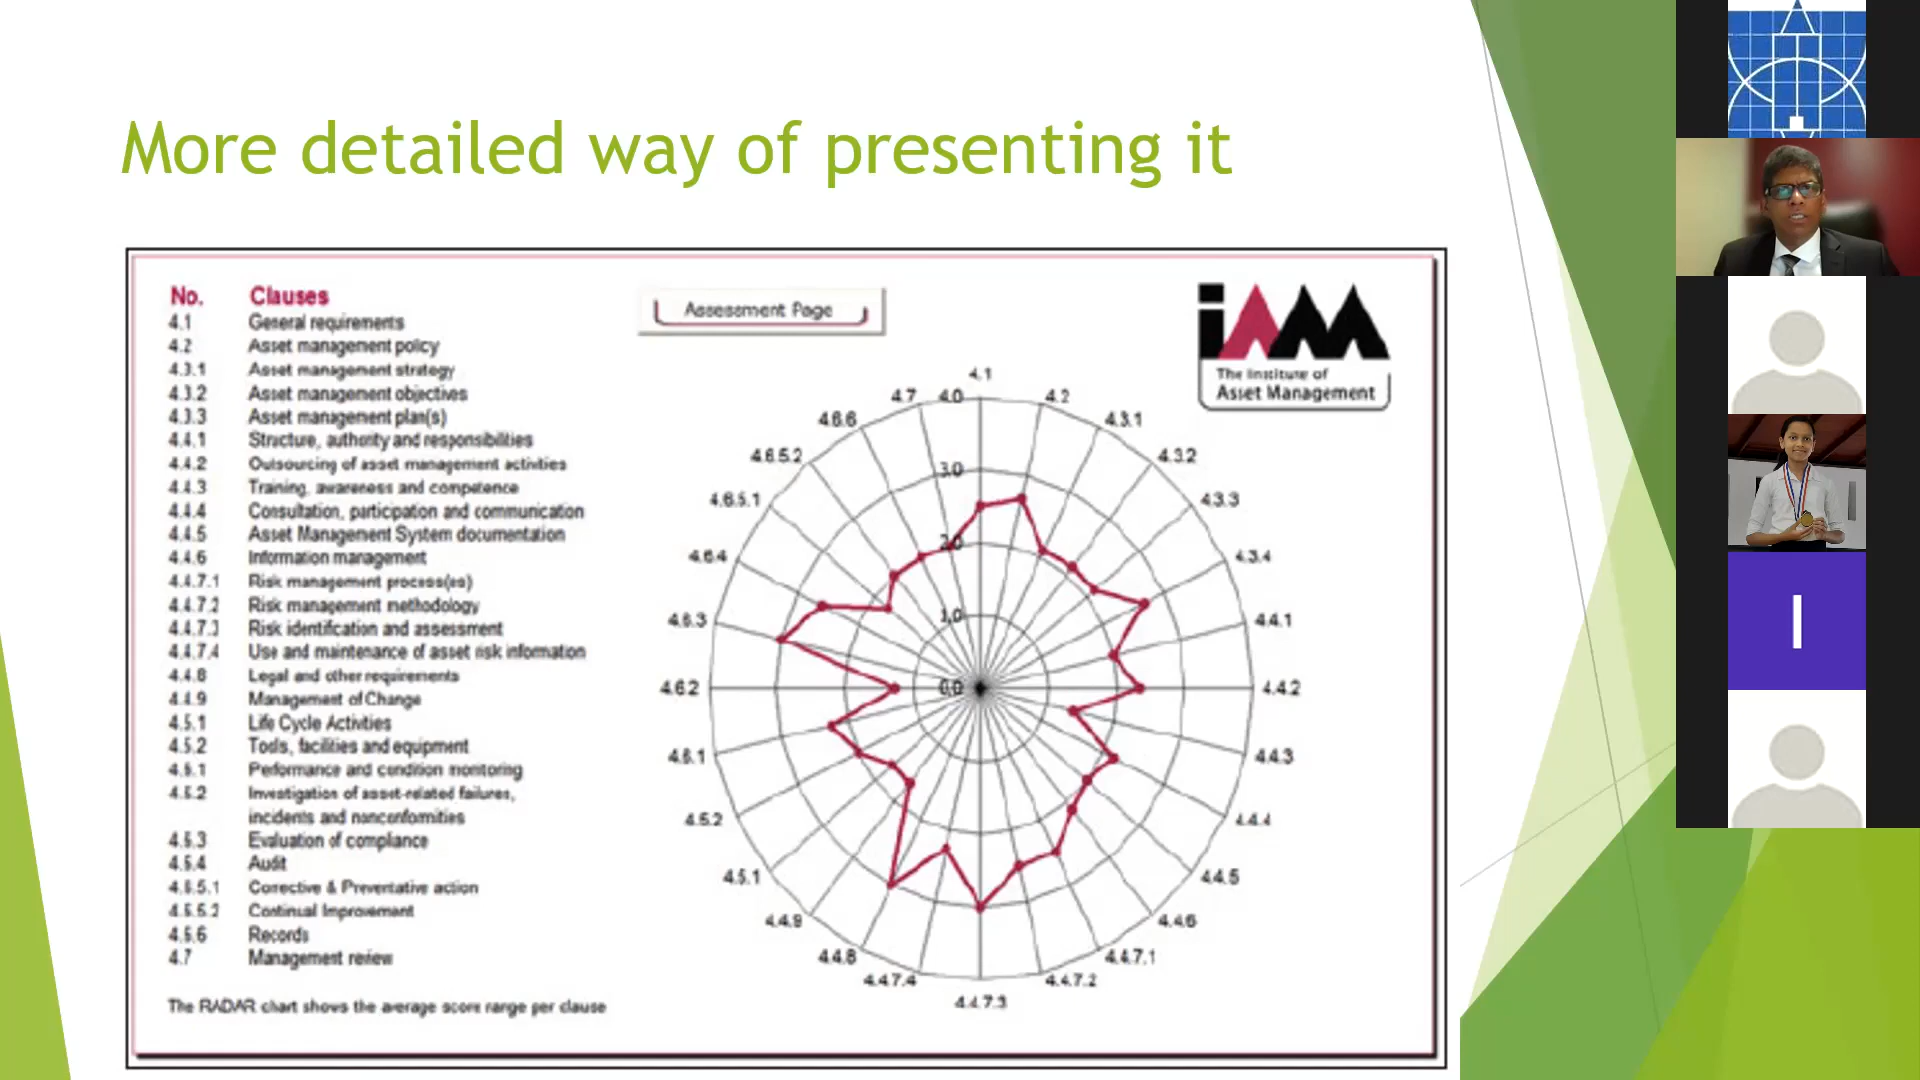 More detailed way of presenting it
No. Clauses
4.1 General requirements
4.2 Asset management policy
4.3.1 Asset management strategy
4.3.2 Asset management objectives
4.3.3 Asset management plan(s)
4.4.1 Structure, authority and responsibilities
4.4.2 Outsourcing of asset management activities
4.4.3 Training, awareness and competence
4.4.4 Consultation, participation and communication
4.4.5 Asset Management System documentation
4.4.6 Information management
4.4.7.1 Risk management process(es)
4.4.7.2 Risk management methodology
4.4.7.3 Risk identification and assessment
4.4.7.4 Use and maintenance of asset risk information
4.4.8 Legal and other requirements
4.4.9 Management of Change
4.5.1 Life Cycle Activities
4.5.2 Tools, facilities and equipment
4.6.1 Performance and condition monitoring
4.6.2 Investigation of asset-related failures,
incidents and nonconformities
4.6.3 Evaluation of compliance
4.6.4 Audit
4.6.5.1 Corrective & Preventative action
4.6.5.2 Continual Improvement
4.6.6 Records
4.7 Management review
The RADAR chart shows the average score range per clause
Assessment Page
iAM
The Institute of
Asset Management
4.1
4.2
4.3.1
4.3.2
4.3.3
4.3.4
4.4.1
4.4.2
4.4.3
4.4.4
4.4.5
4.4.6
4.4.7.1
4.4.7.2
4.4.7.3
4.4.7.4
4.4.8
4.4.9
4.5.1
4.5.2
4.6.1
4.6.2
4.6.3
4.6.4
4.6.5.1
4.6.5.2
4.6.6
4.7
4.0
3.0
2.0
1.0
0.0
I